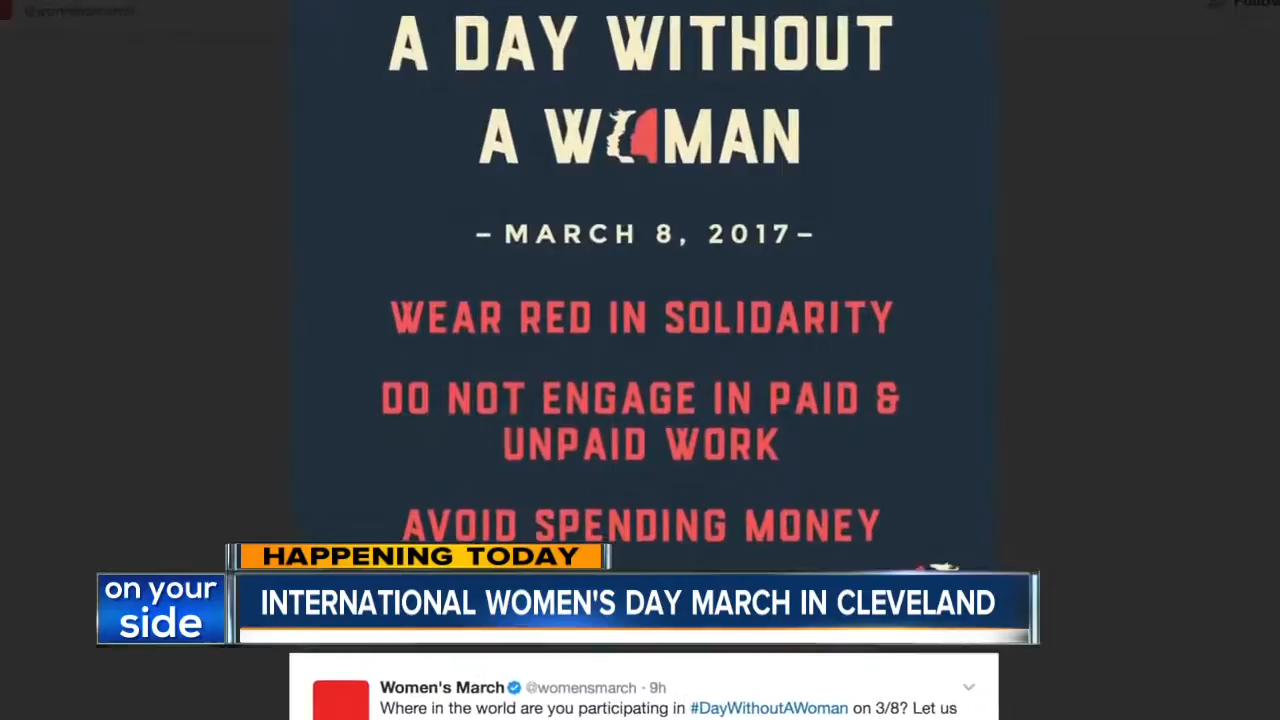 @womensmarch
A DAY WITHOUT
A WOMAN
– MARCH 8, 2017 –
WEAR RED IN SOLIDARITY
DO NOT ENGAGE IN PAID &
UNPAID WORK
AVOID SPENDING MONEY
HAPPENING TODAY
on your
side
INTERNATIONAL WOMEN'S DAY MARCH IN CLEVELAND
Women's March @womensmarch · 9h
Where in the world are you participating in #DayWithoutAWoman on 3/8? Let us